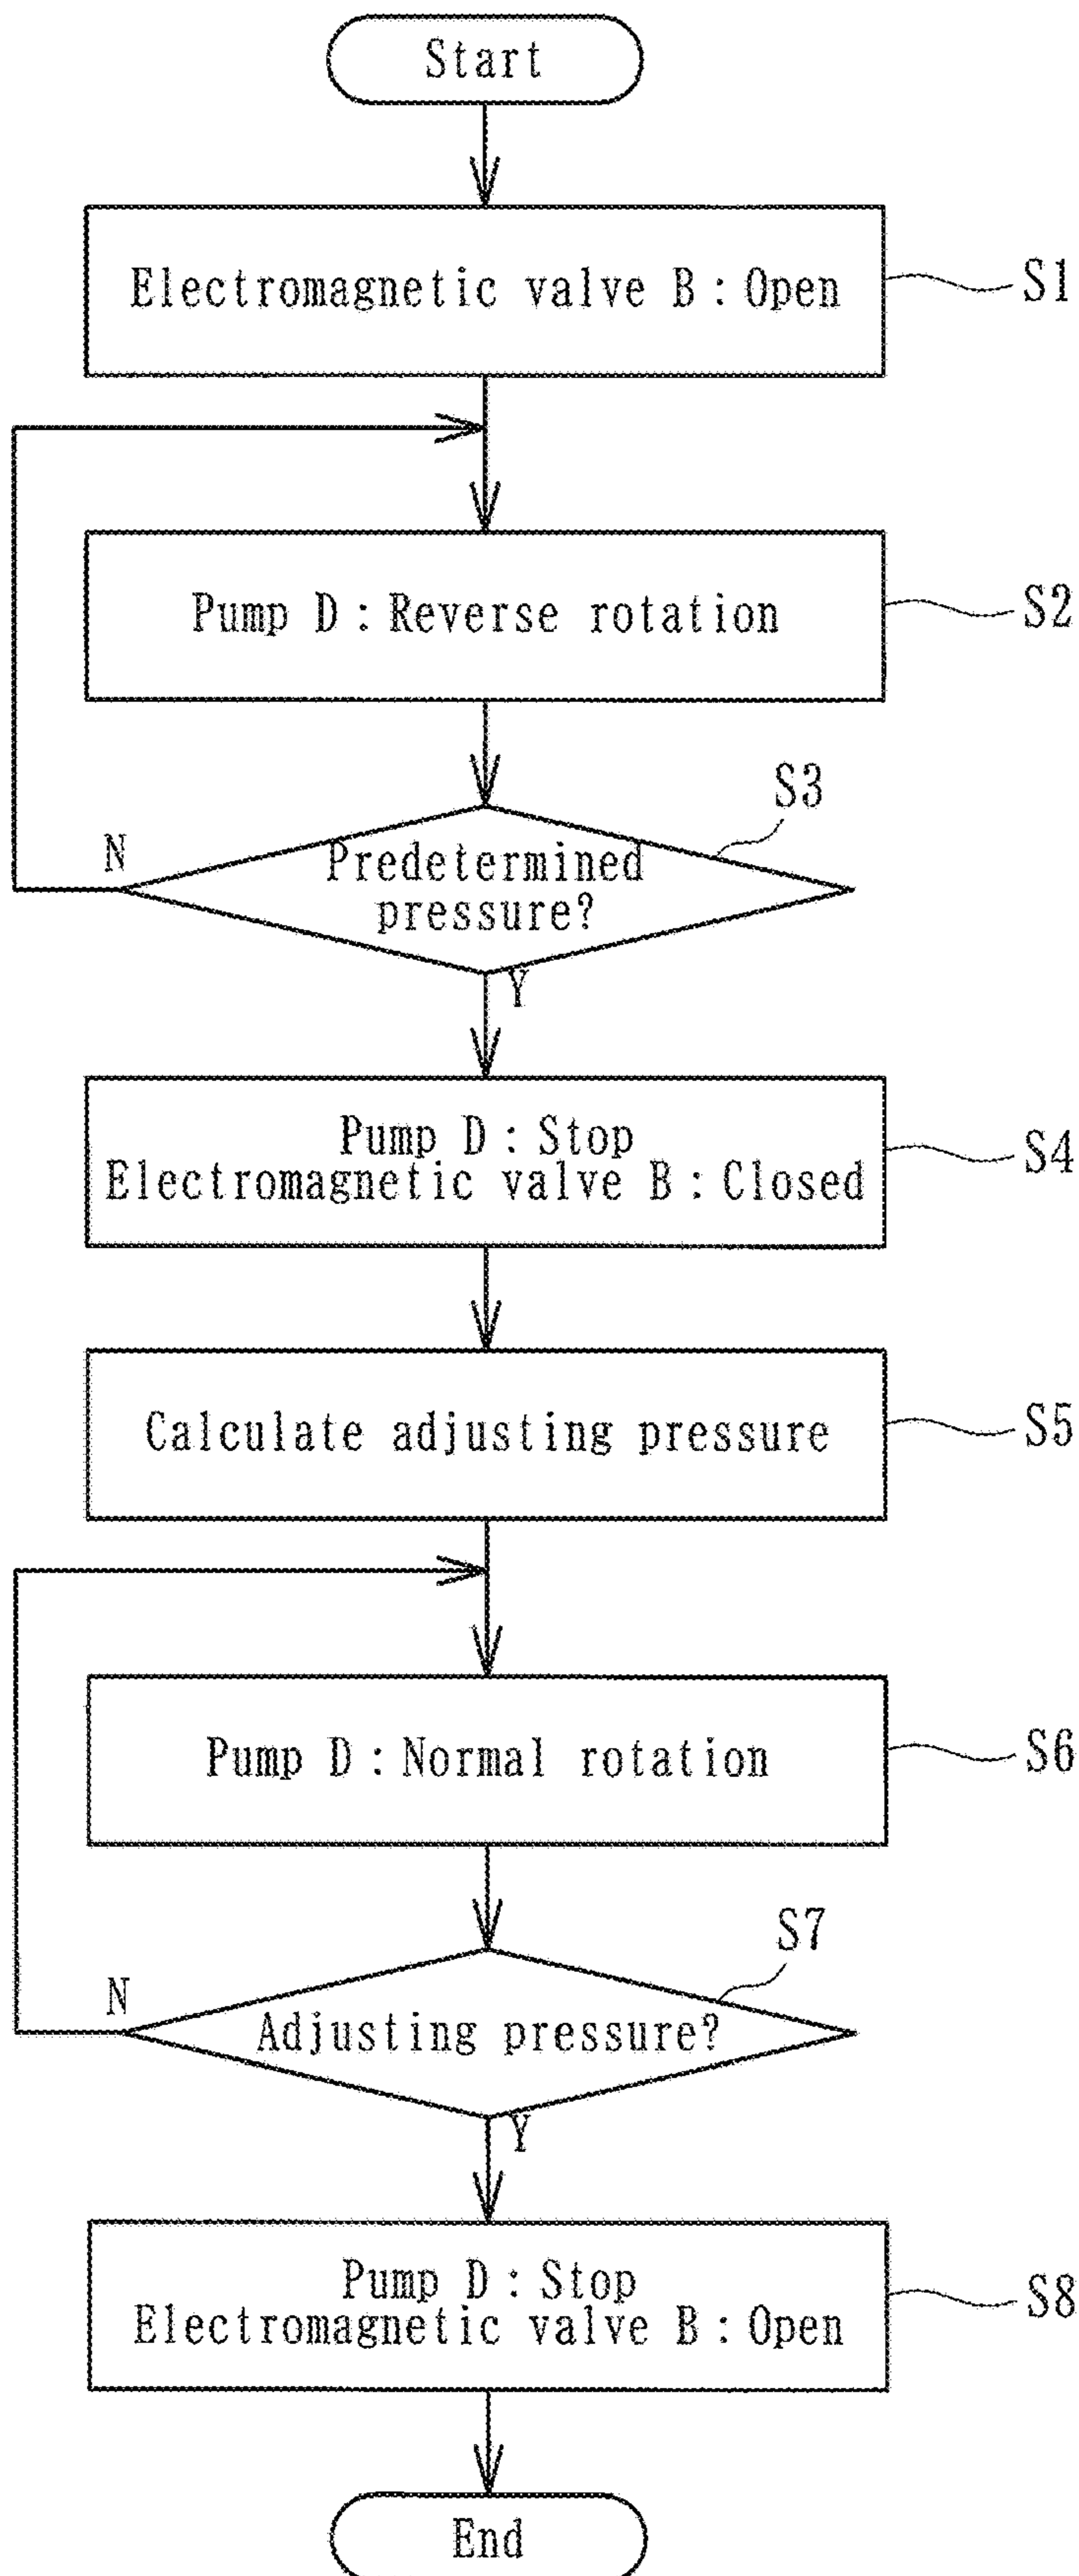 Start
Electromagnetic valve B : Open
S1
Pump D : Reverse rotation
S2
S3
N
Predetermined
pressure?
Y
Pump D : Stop
Electromagnetic valve B : Closed
S4
Calculate adjusting pressure
S5
Pump D : Normal rotation
S6
S7
N
Adjusting pressure?
Y
Pump D : Stop
Electromagnetic valve B : Open
S8
End